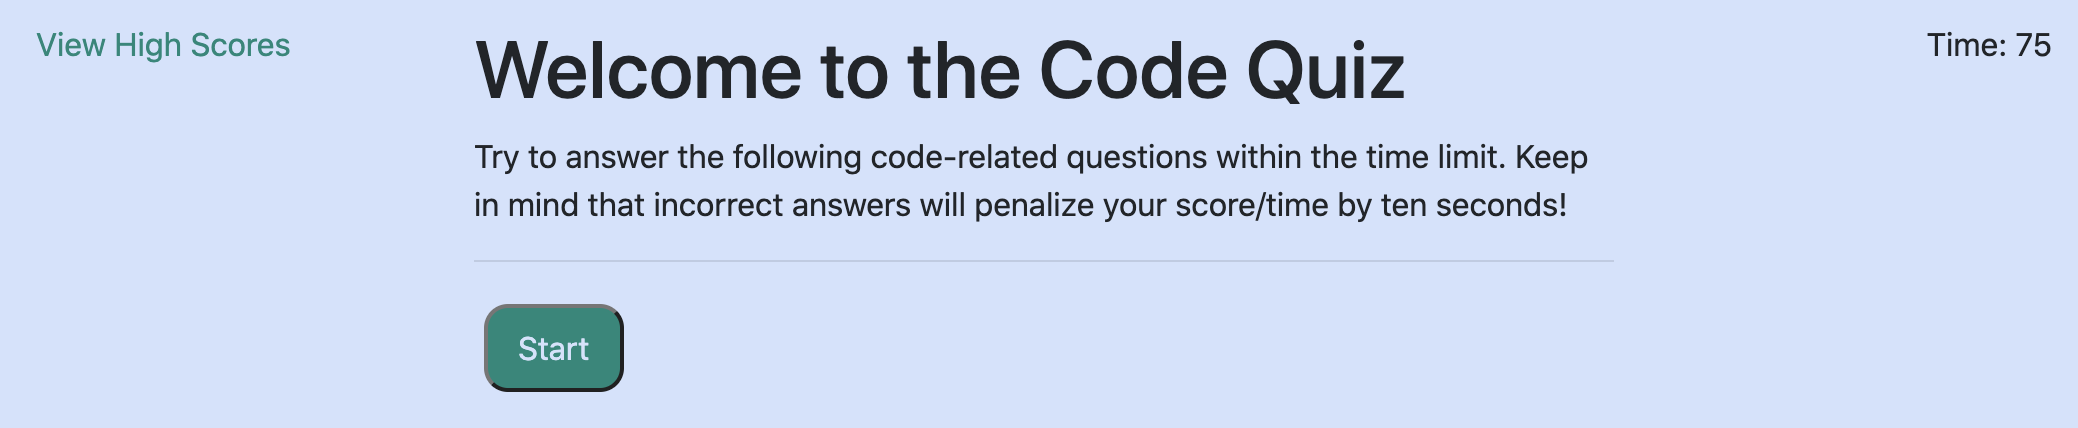 View High Scores
Welcome to the Code Quiz
Time: 75
Try to answer the following code-related questions within the time limit. Keep
in mind that incorrect answers will penalize your score/time by ten seconds!
Start